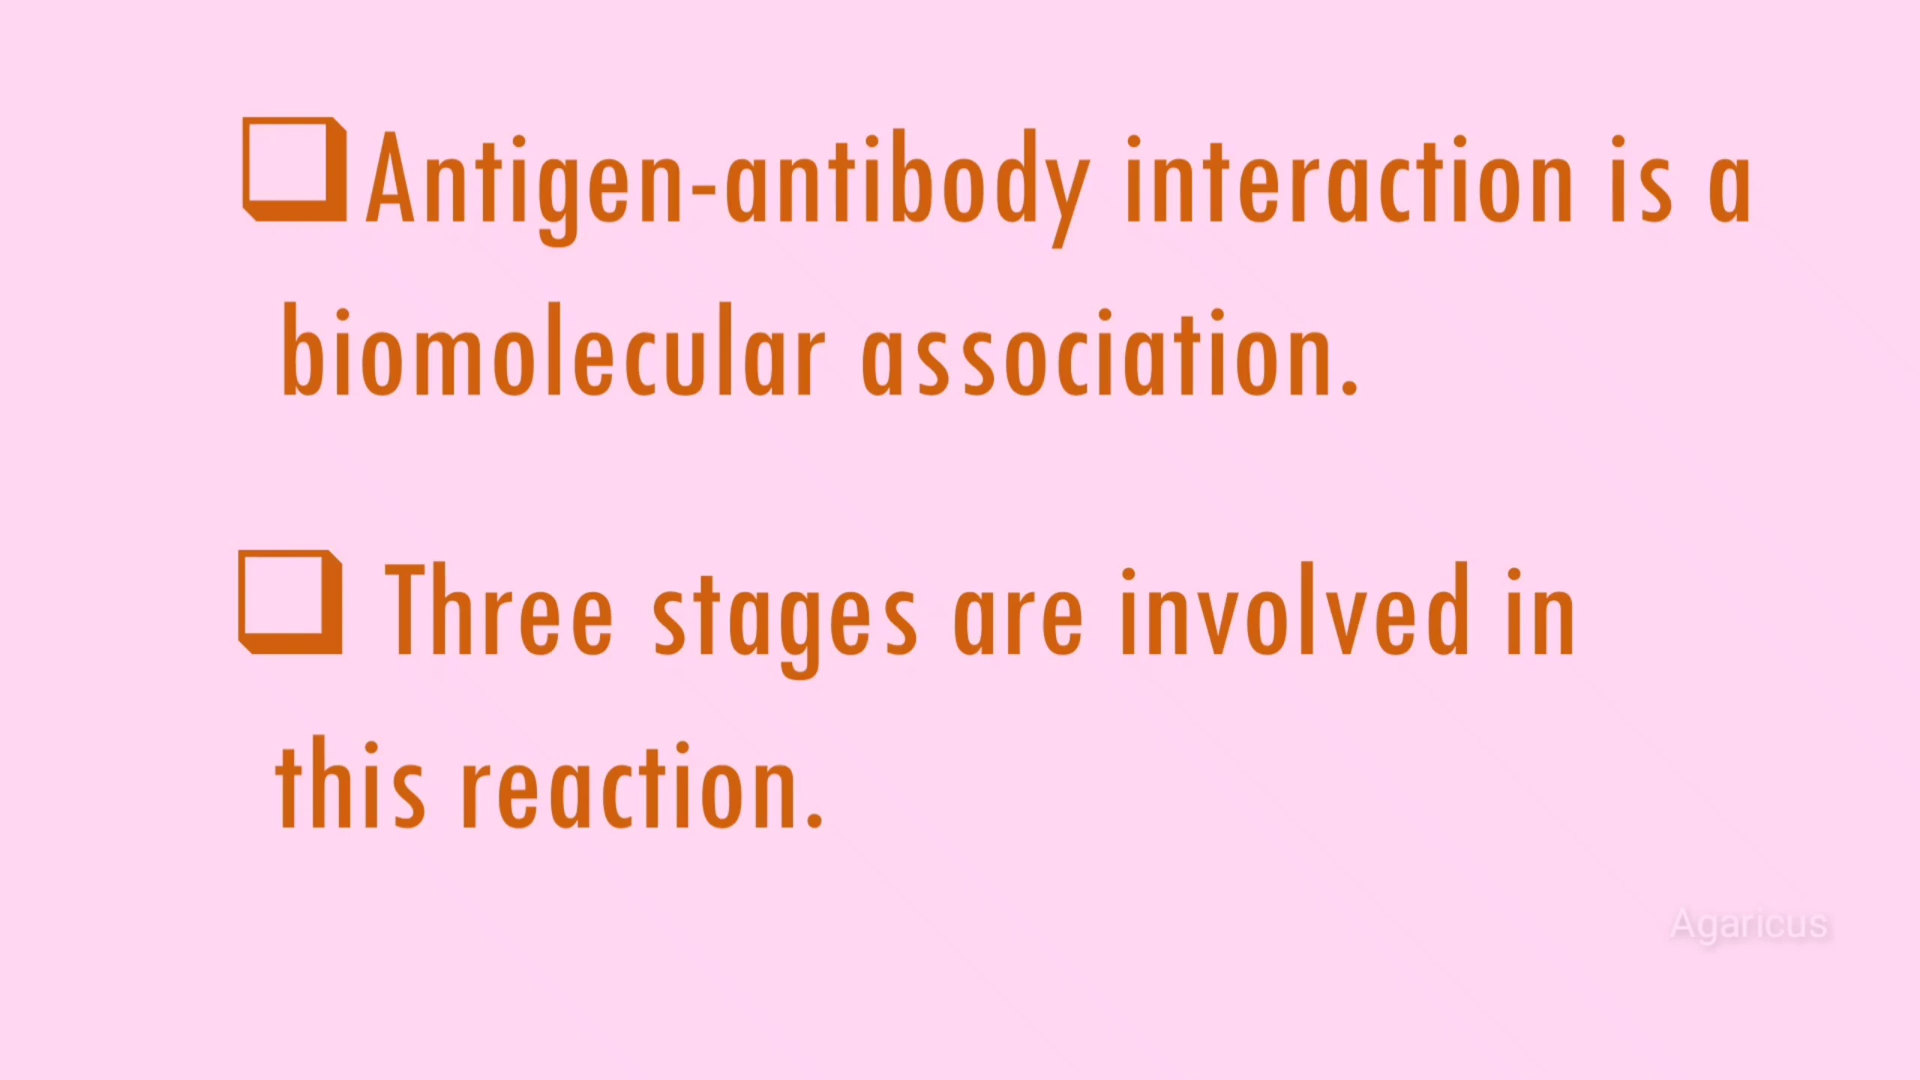 ❑Antigen-antibody interaction is a
biomolecular association.
❑ Three stages are involved in
this reaction.
Agaricus